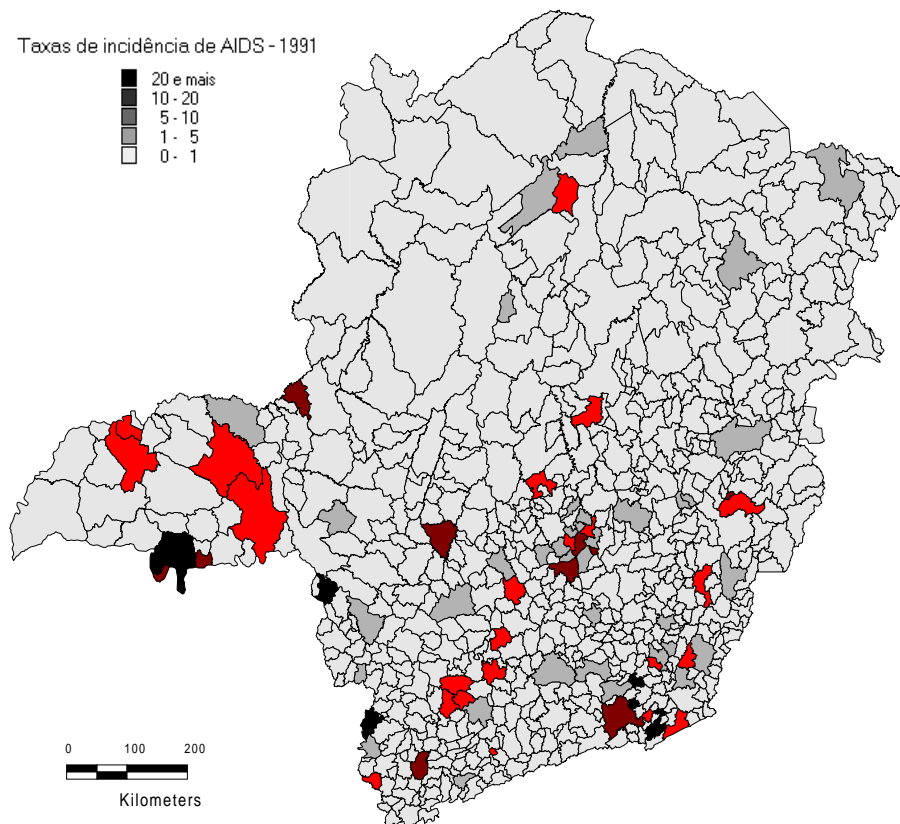 Taxas de incidência de AIDS - 1991
20 e mais
10 - 20
5 - 10
1 - 5
0 - 1
0 100 200
Kilometers